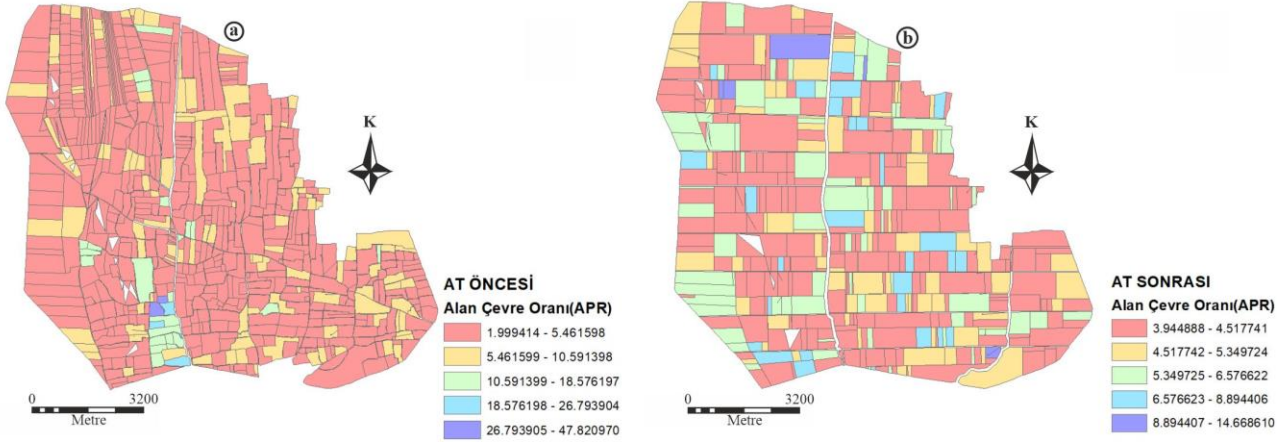 a
K
AT ÖNCESİ
Alan Çevre Oranı(APR)
1.999414 - 5.461598
5.461599 - 10.591398
10.591399 - 18.576197
18.576198 - 26.793904
26.793905 - 47.820970
0 3200
Metre
b
K
AT SONRASI
Alan Çevre Oranı(APR)
3.944888 - 4.517741
4.517742 - 5.349724
5.349725 - 6.576622
6.576623 - 8.894406
8.894407 - 14.668610
0 3200
Metre